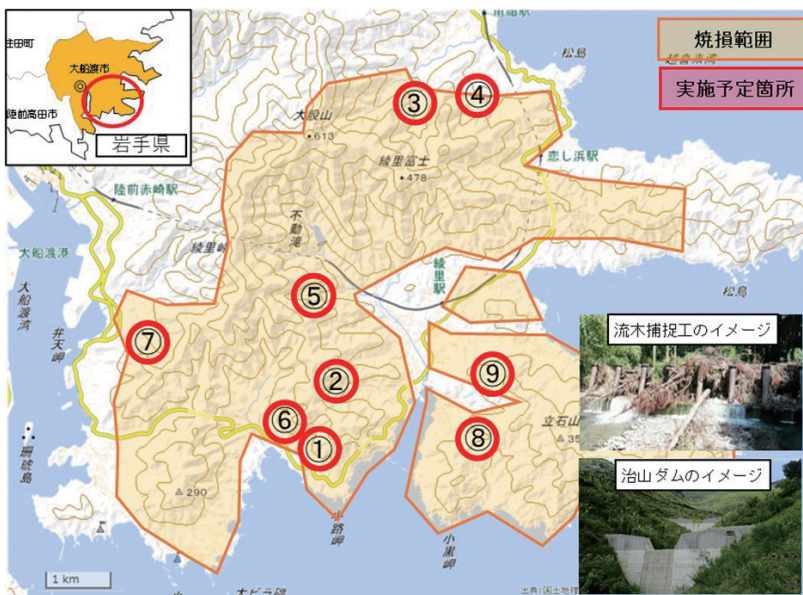 住田町
大船渡市
陸前高田市
岩手県
焼損範囲
実施予定箇所
松島
大股山
・613
③
④
綾里富士
・478
恋し浜駅
陸前赤崎駅
不動滝
綾里峠
大船渡港
大船渡湾
弁天岬
綾里駅
松島
⑤
⑦
②
⑨
⑥
①
⑧
立石山
流木捕捉工のイメージ
治山ダムのイメージ
珊琥島
290
小路岬
小黒岬
1 km